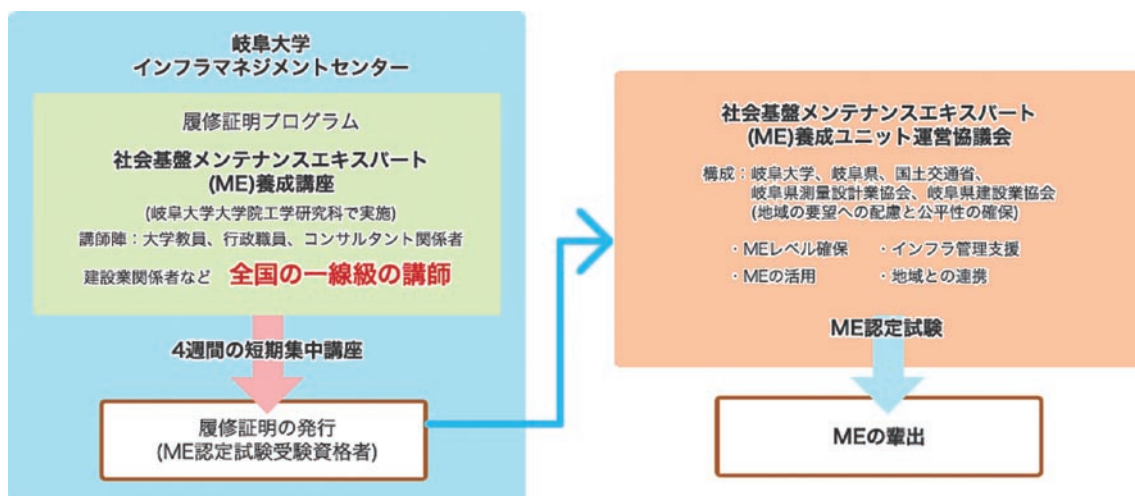 岐阜大学
インフラマネジメントセンター
履修証明プログラム
社会基盤メンテナンスエキスパート
(ME)養成講座
(岐阜大学大学院工学研究科で実施)
講師陣:大学教員、行政職員、コンサルタント関係者
建設業関係者など 全国の一線級の講師
4週間の短期集中講座
履修証明の発行
(ME認定試験受験資格者)
社会基盤メンテナンスエキスパート
(ME)養成ユニット運営協議会
構成:岐阜大学、岐阜県、国土交通省、
岐阜県測量設計業協会、岐阜県建設業協会
(地域の要望への配慮と公平性の確保)
・MEレベル確保 ・インフラ管理支援
・MEの活用 ・地域との連携
ME認定試験
MEの輩出